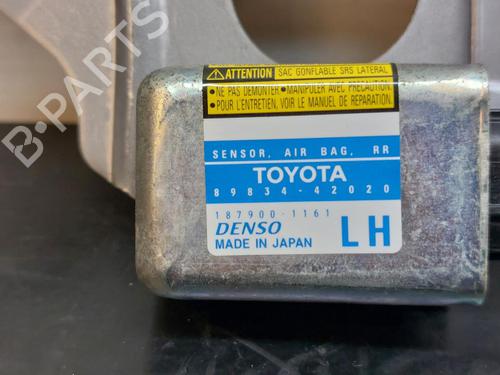 ATTENTION SAC GONFLABLE SRS LATERAL
•NE PAS DEMONTER •MANIPULER AVEC PRECAUTION.
•POUR L'ENTRETIEN, VOIR LE MANUEL DE REPARATION.
SENSOR, AIR BAG, RR
TOYOTA
89834-42020
187900-1161
DENSO
MADE IN JAPAN
LH
B-PARTS